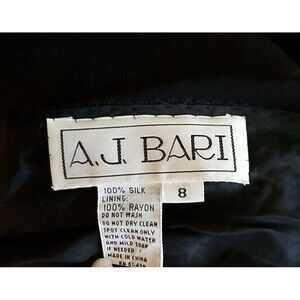 A.J. BARI
8
100% SILK
LINING:
100% RAYON
DO NOT WASH
DO NOT DRY CLEAN
SPOT CLEAN ONLY
WITH COLD WATER
AND MILD SOAP
IF NEEDED
MADE IN CHINA
RN